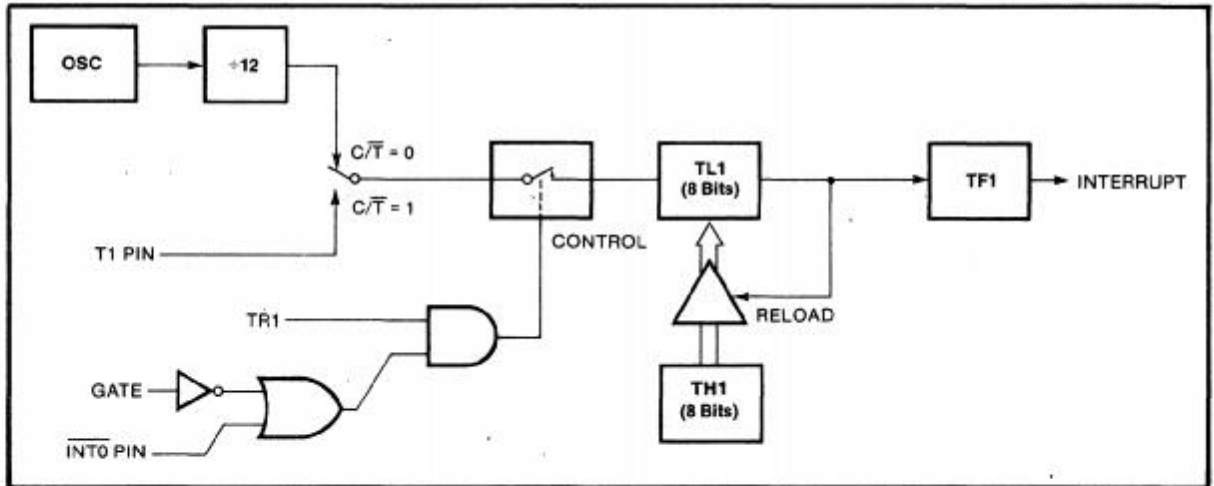 OSC
÷12
C/T̅ = 0
C/T̅ = 1
T1 PIN
CONTROL
TL1
(8 Bits)
TF1
INTERRUPT
TR1
RELOAD
GATE
I̅N̅T̅0̅ PIN
TH1
(8 Bits)